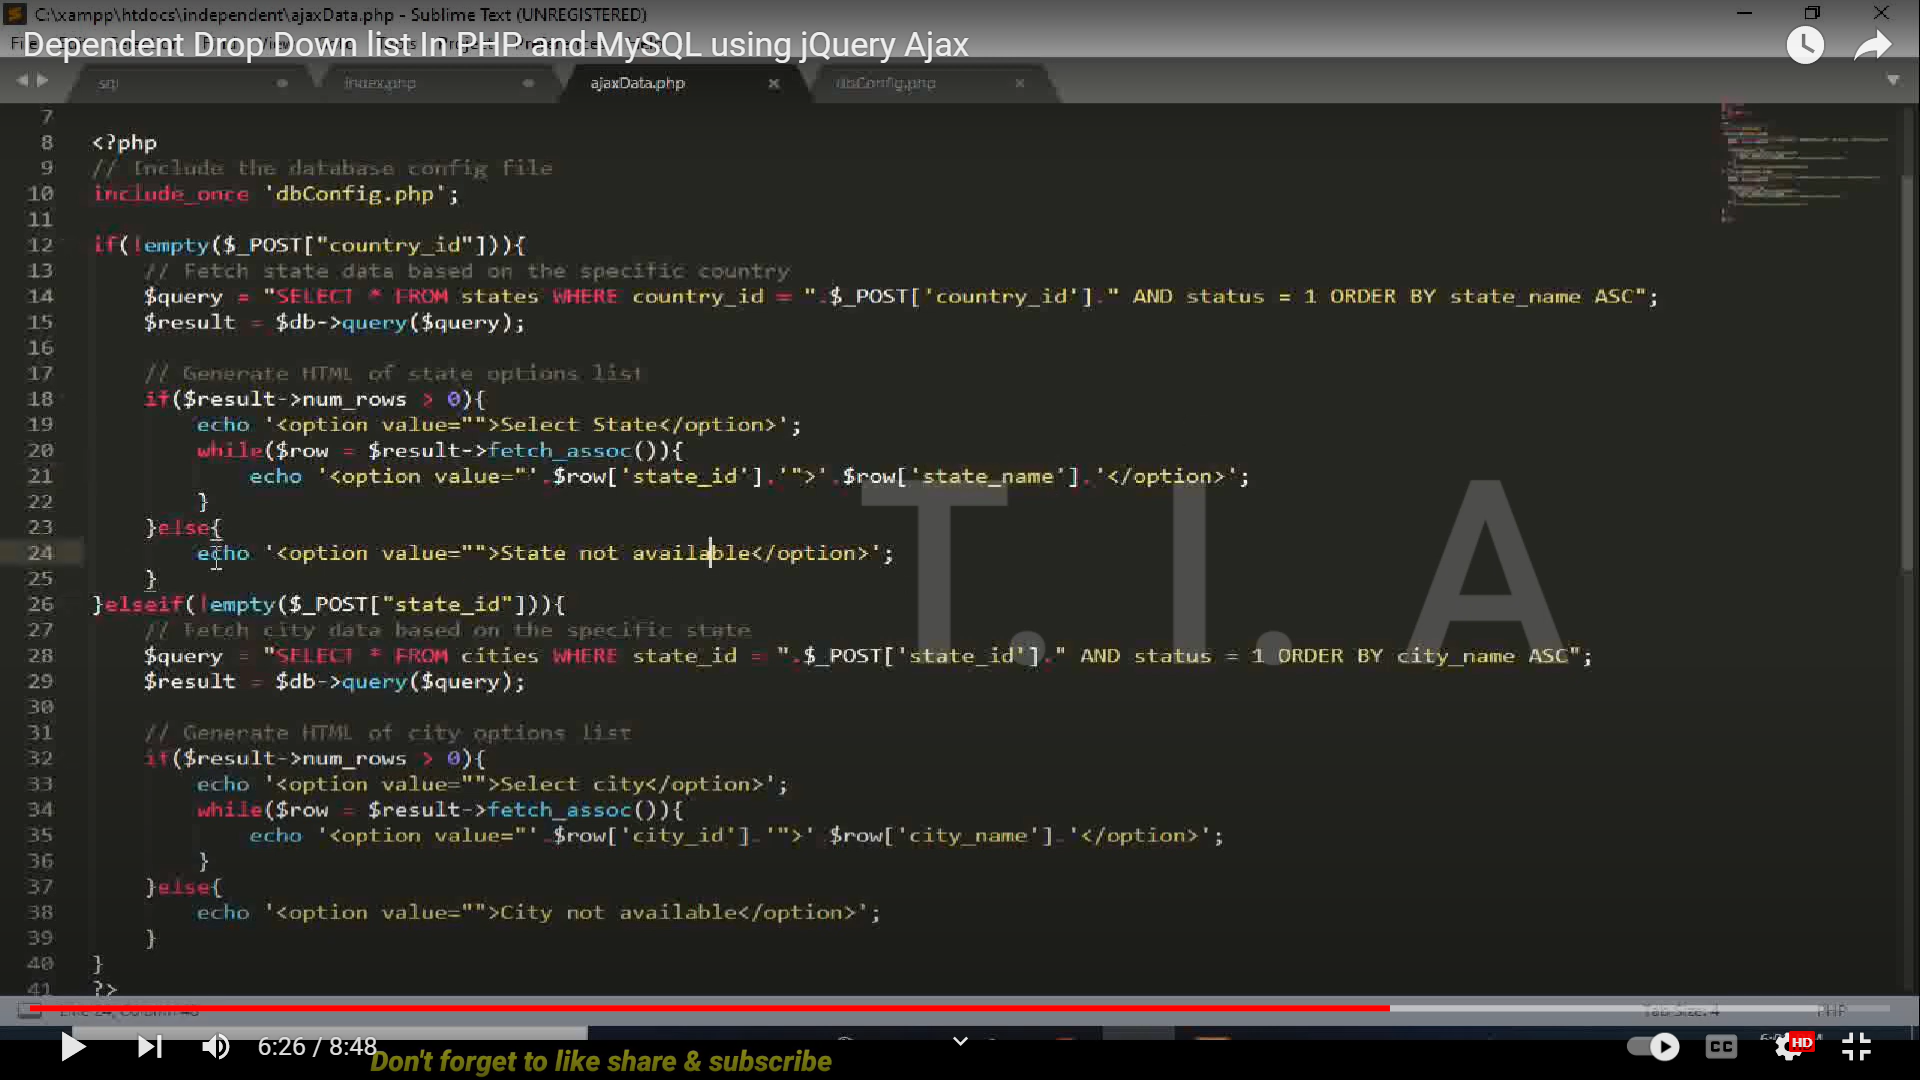 C:\xampp\htdocs\independent\ajaxData.php - Sublime Text (UNREGISTERED)
Dependent Drop Down list In PHP and MySQL using jQuery Ajax
sql
index.php
ajaxData.php
dbConfig.php
7
8 <?php
9 // Include the database config file
10 include_once 'dbConfig.php';
11
12 if(!empty($_POST["country_id"])){
13 // Fetch state data based on the specific country
14 $query = "SELECT * FROM states WHERE country_id = ".$_POST['country_id']." AND status = 1 ORDER BY state_name ASC";
15 $result = $db->query($query);
16
17 // Generate HTML of state options list
18 if($result->num_rows > 0){
19 echo '<option value="">Select State</option>';
20 while($row = $result->fetch_assoc()){
21 echo '<option value="'.$row['state_id'].'">'.$row['state_name'].'</option>';
22 }
23 }else{
24 echo '<option value="">State not available</option>';
25 }
26 }elseif(!empty($_POST["state_id"])){
27 // Fetch city data based on the specific state
28 $query = "SELECT * FROM cities WHERE state_id = ".$_POST['state_id']." AND status = 1 ORDER BY city_name ASC";
29 $result = $db->query($query);
30
31 // Generate HTML of city options list
32 if($result->num_rows > 0){
33 echo '<option value="">Select city</option>';
34 while($row = $result->fetch_assoc()){
35 echo '<option value="'.$row['city_id'].'">'.$row['city_name'].'</option>';
36 }
37 }else{
38 echo '<option value="">City not available</option>';
39 }
40 }
41 ?>
T. I. A
Tab Size: 4
PHP
6:26 / 8:48
Don't forget to like share & subscribe
CC
HD